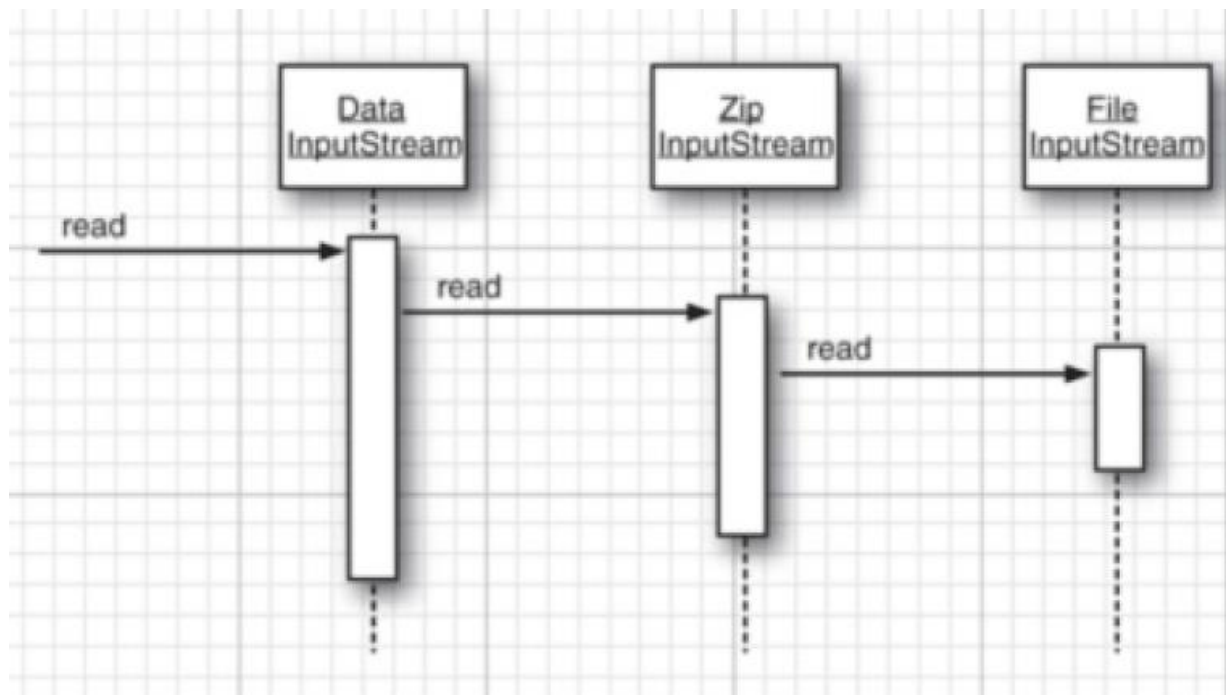 Data
InputStream
Zip
InputStream
File
InputStream
read
read
read